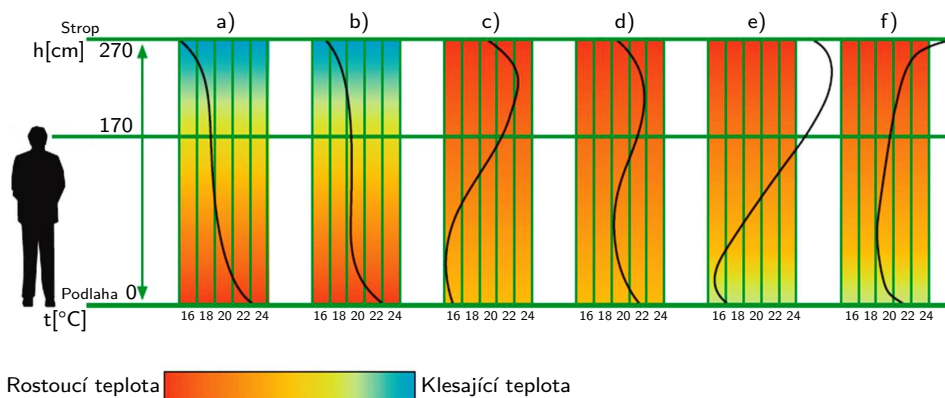 Strop a) b) c) d) e) f)
h[cm] 270
170
Podlaha 0
t[°C] 16 18 20 22 24 16 18 20 22 24 16 18 20 22 24 16 18 20 22 24 16 18 20 22 24 16 18 20 22 24
Rostoucí teplota Klesající teplota